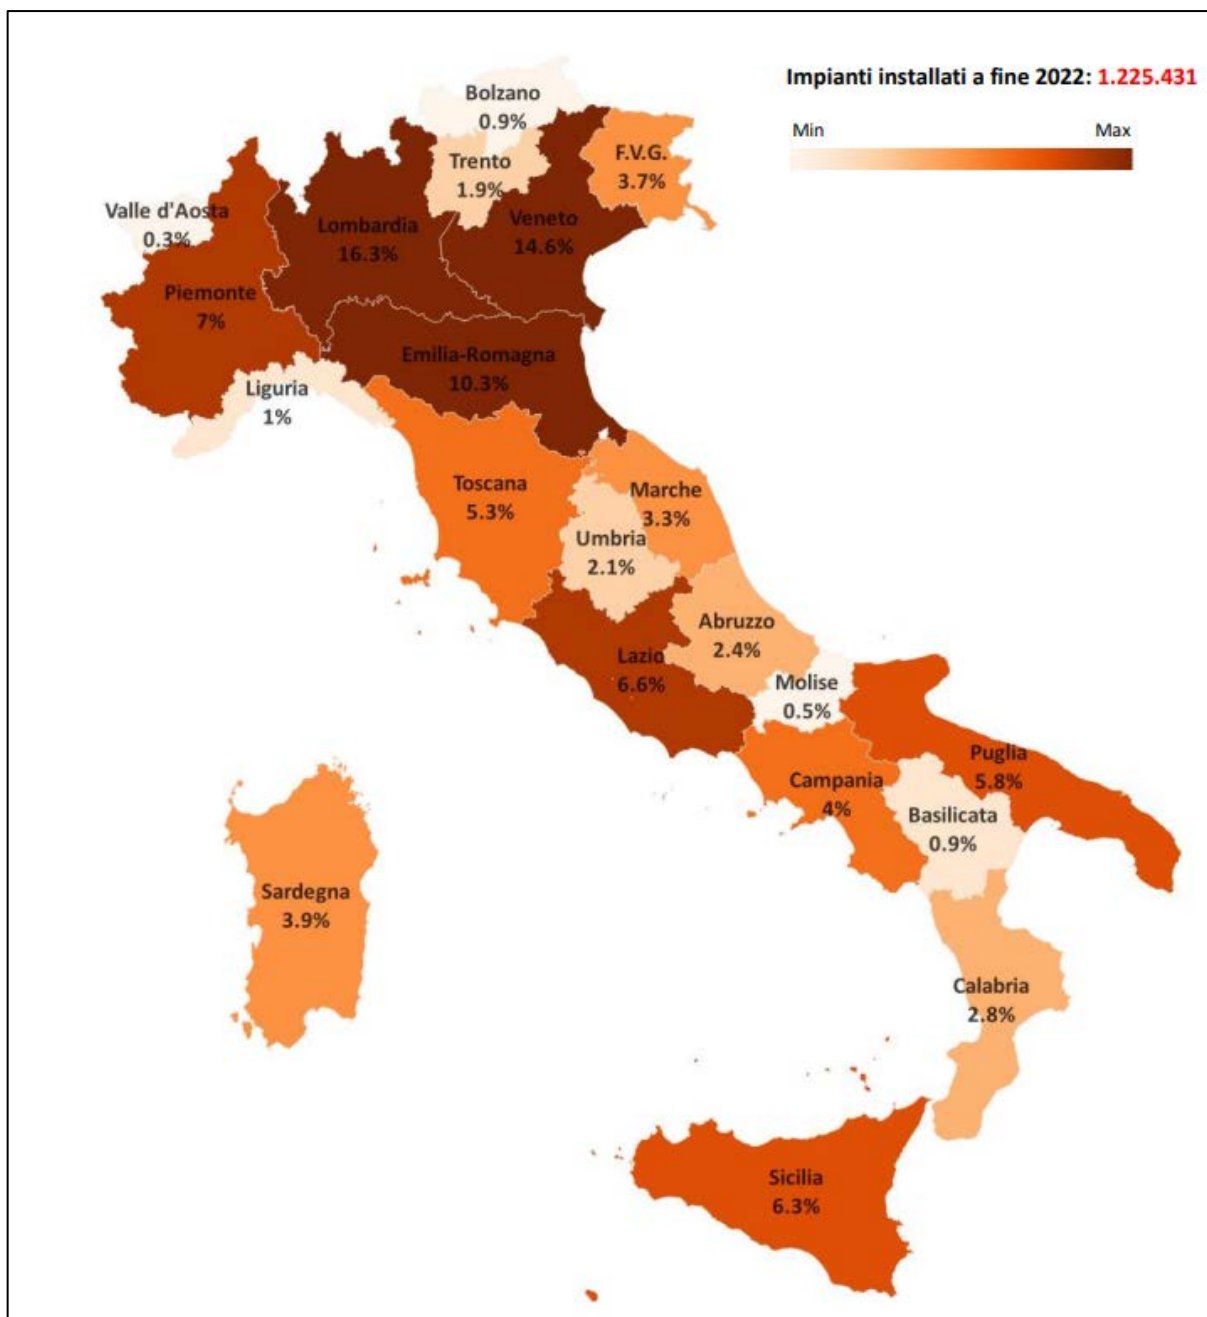 Impianti installati a fine 2022: 1.225.431
Min
Max
Bolzano
0.9%
Trento
1.9%
F.V.G.
3.7%
Valle d'Aosta
0.3%
Lombardia
16.3%
Veneto
14.6%
Piemonte
7%
Emilia-Romagna
10.3%
Liguria
1%
Toscana
5.3%
Marche
3.3%
Umbria
2.1%
Abruzzo
2.4%
Lazio
6.6%
Molise
0.5%
Puglia
5.8%
Campania
4%
Basilicata
0.9%
Sardegna
3.9%
Calabria
2.8%
Sicilia
6.3%